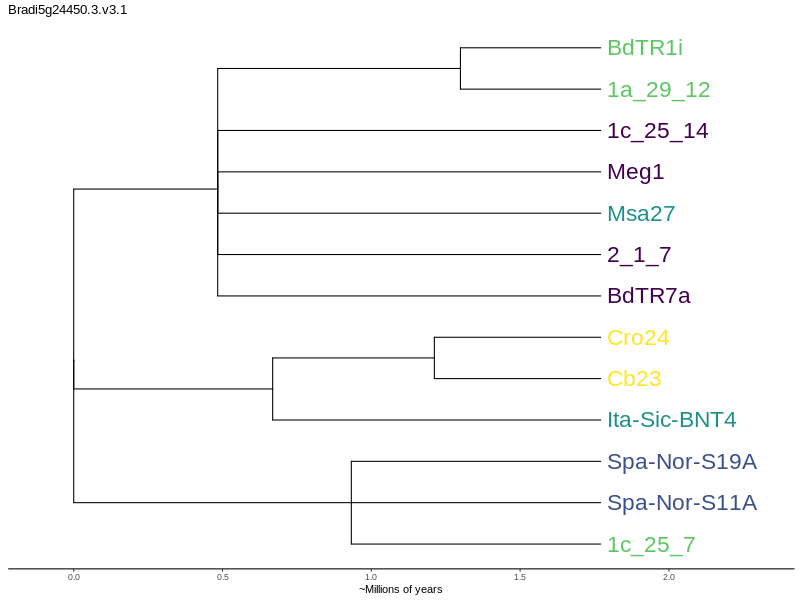 Bradi5g24450.3.v3.1
BdTR1i
1a_29_12
1c_25_14
Meg1
Msa27
2_1_7
BdTR7a
Cro24
Cb23
Ita-Sic-BNT4
Spa-Nor-S19A
Spa-Nor-S11A
1c_25_7
0.0 0.5 1.0 1.5 2.0
~Millions of years